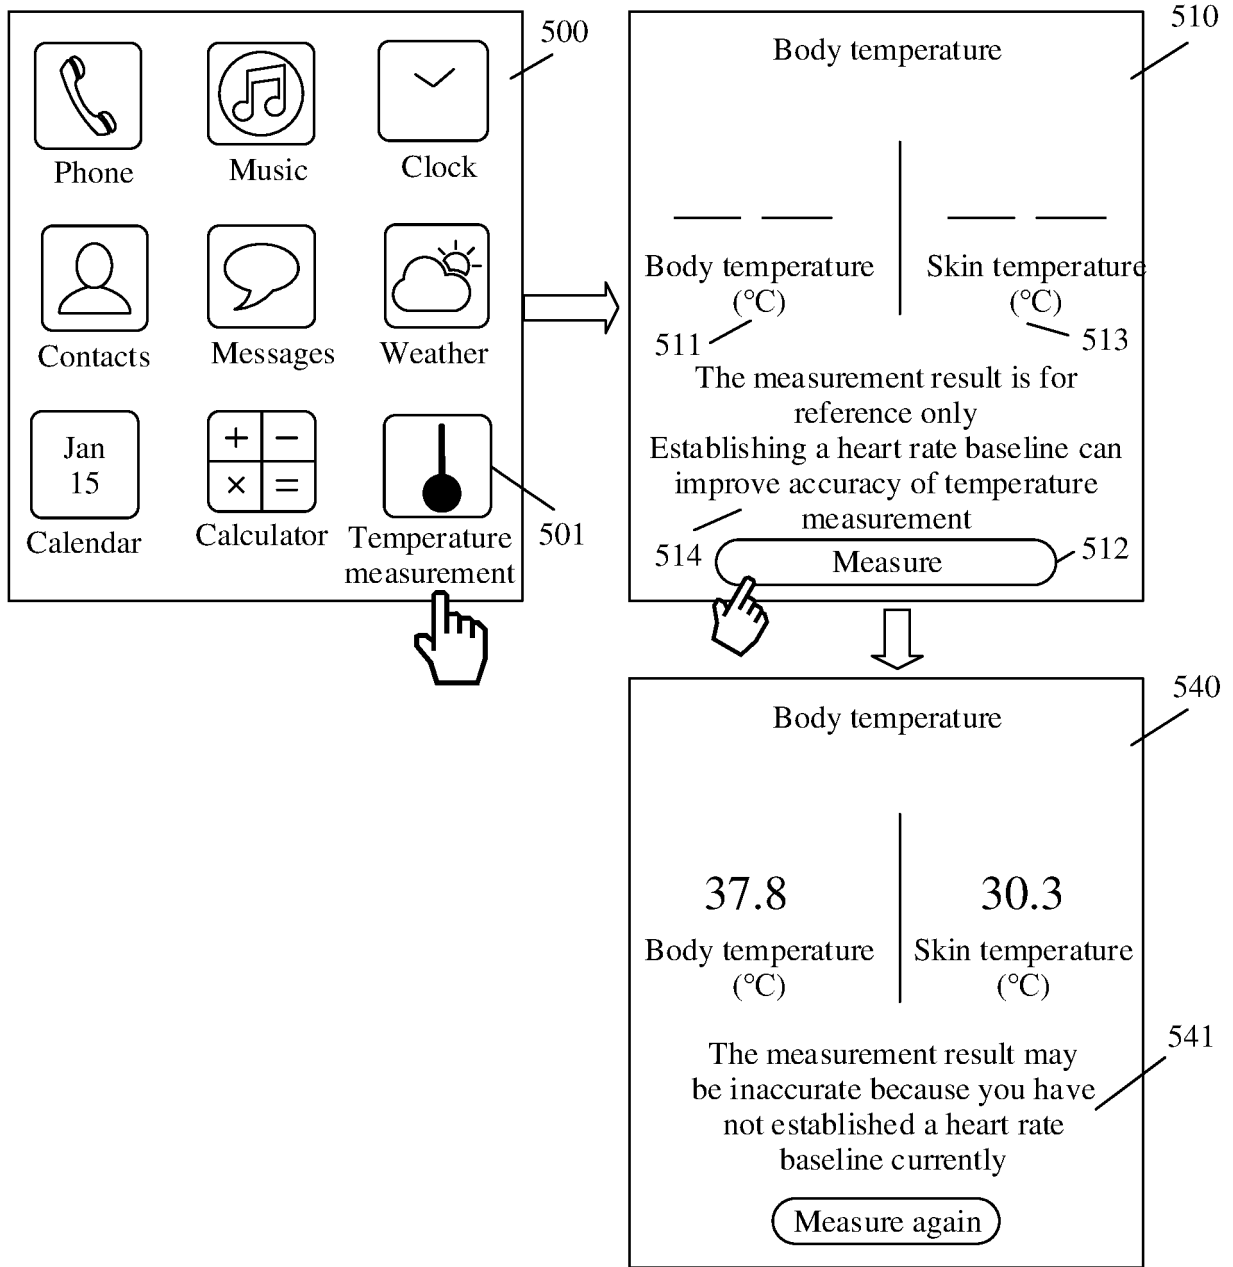 500
Phone
Music
Clock
Contacts
Messages
Weather
Jan
15
+ −
× =
Calendar
Calculator
Temperature
measurement
501
510
Body temperature
Body temperature
(°C)
Skin temperature
(°C)
511
513
The measurement result is for
reference only
Establishing a heart rate baseline can
improve accuracy of temperature
measurement
514
Measure
512
540
Body temperature
37.8
30.3
Body temperature
(°C)
Skin temperature
(°C)
541
The measurement result may
be inaccurate because you have
not established a heart rate
baseline currently
Measure again